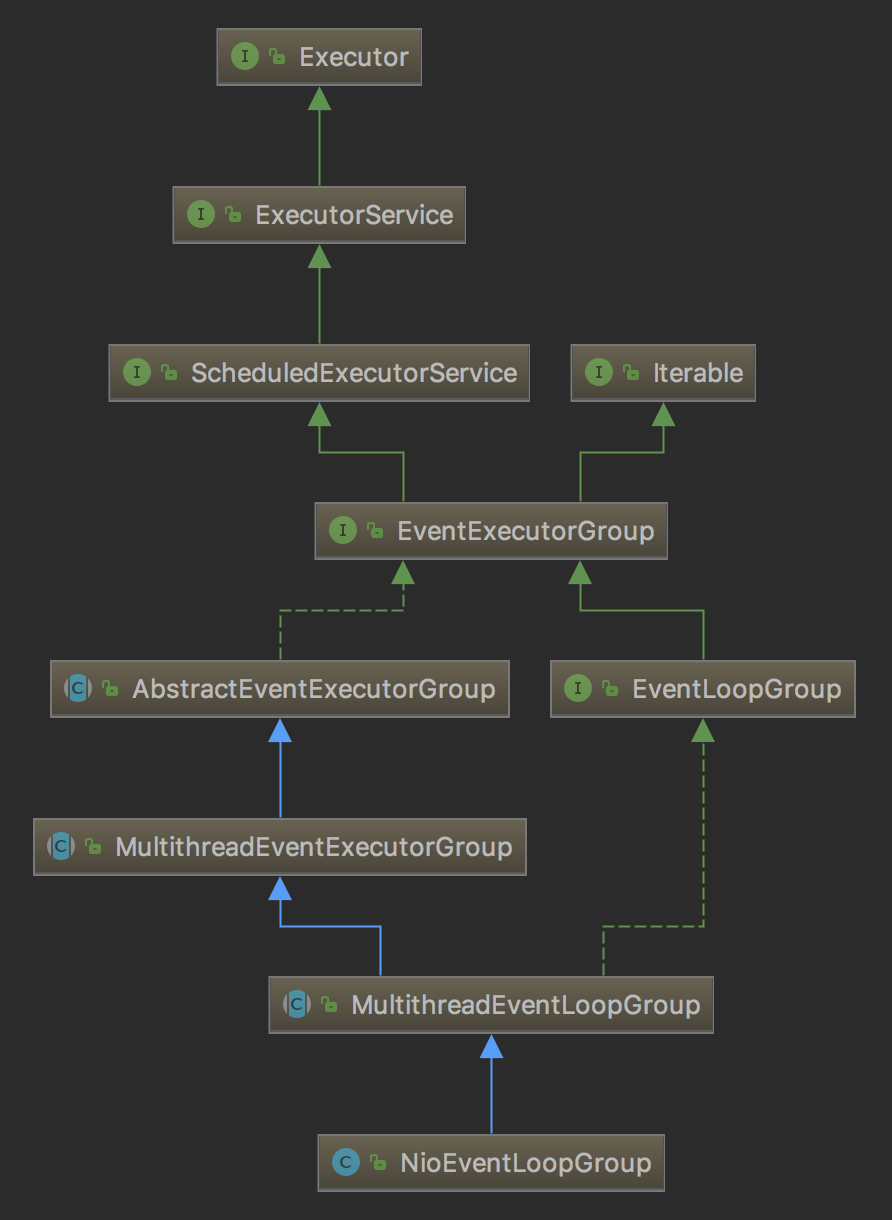 I Executor
I ExecutorService
I ScheduledExecutorService
I Iterable
I EventExecutorGroup
C AbstractEventExecutorGroup
I EventLoopGroup
C MultithreadEventExecutorGroup
C MultithreadEventLoopGroup
C NioEventLoopGroup